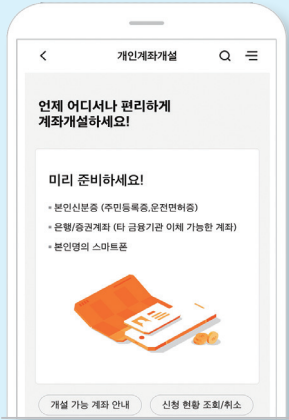 개인계좌개설
언제 어디서나 편리하게
계좌개설하세요!
미리 준비하세요!
본인신분증 (주민등록증,운전면허증)
은행/증권계좌 (타 금융기관 이체 가능한 계좌)
본인명의 스마트폰
개설 가능 계좌 안내
신청 현황 조회/취소